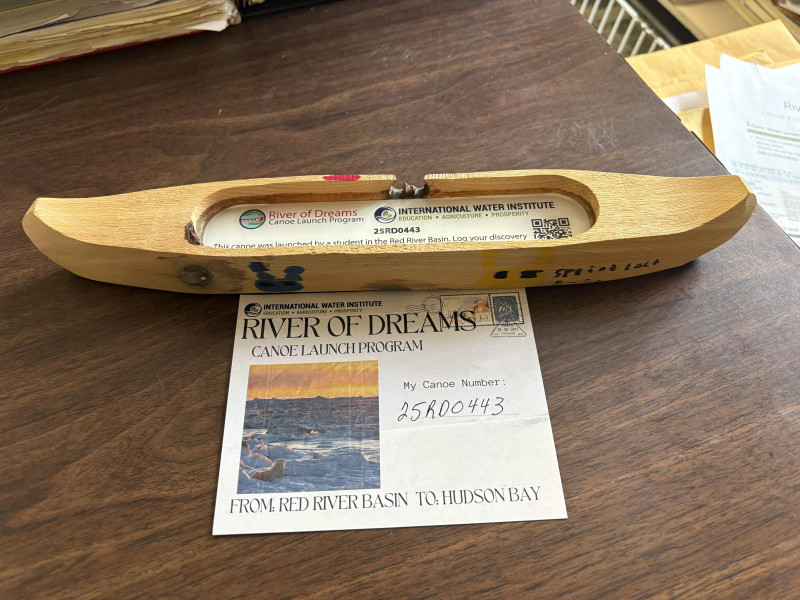 River of Dreams
Canoe Launch Program
INTERNATIONAL WATER INSTITUTE
EDUCATION • AGRICULTURE • PROSPERITY
25RD0443
This canoe was launched by a student in the Red River Basin. Log your discovery
INTERNATIONAL WATER INSTITUTE
EDUCATION • AGRICULTURE • PROSPERITY
RIVER OF DREAMS
CANOE LAUNCH PROGRAM
My Canoe Number:
25RD0443
FROM: RED RIVER BASIN TO: HUDSON BAY